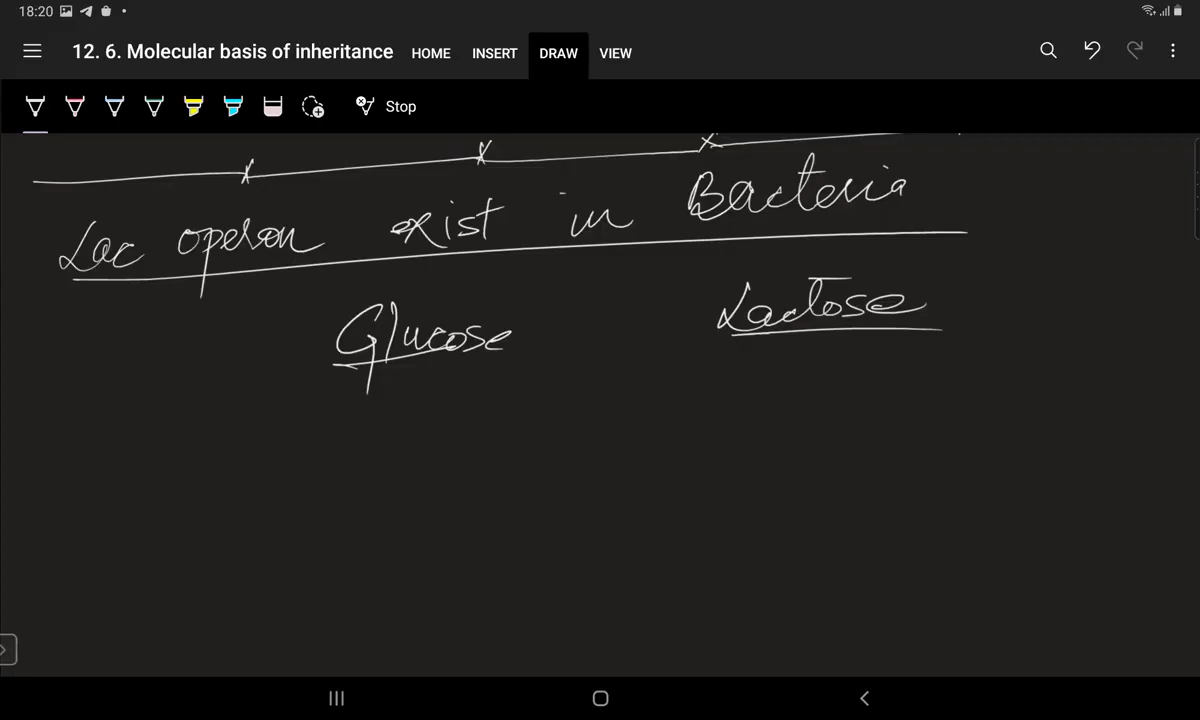 18:20
12. 6. Molecular basis of inheritance HOME INSERT DRAW VIEW
Stop
Lac operon exist in Bacteria
Glucose Lactose